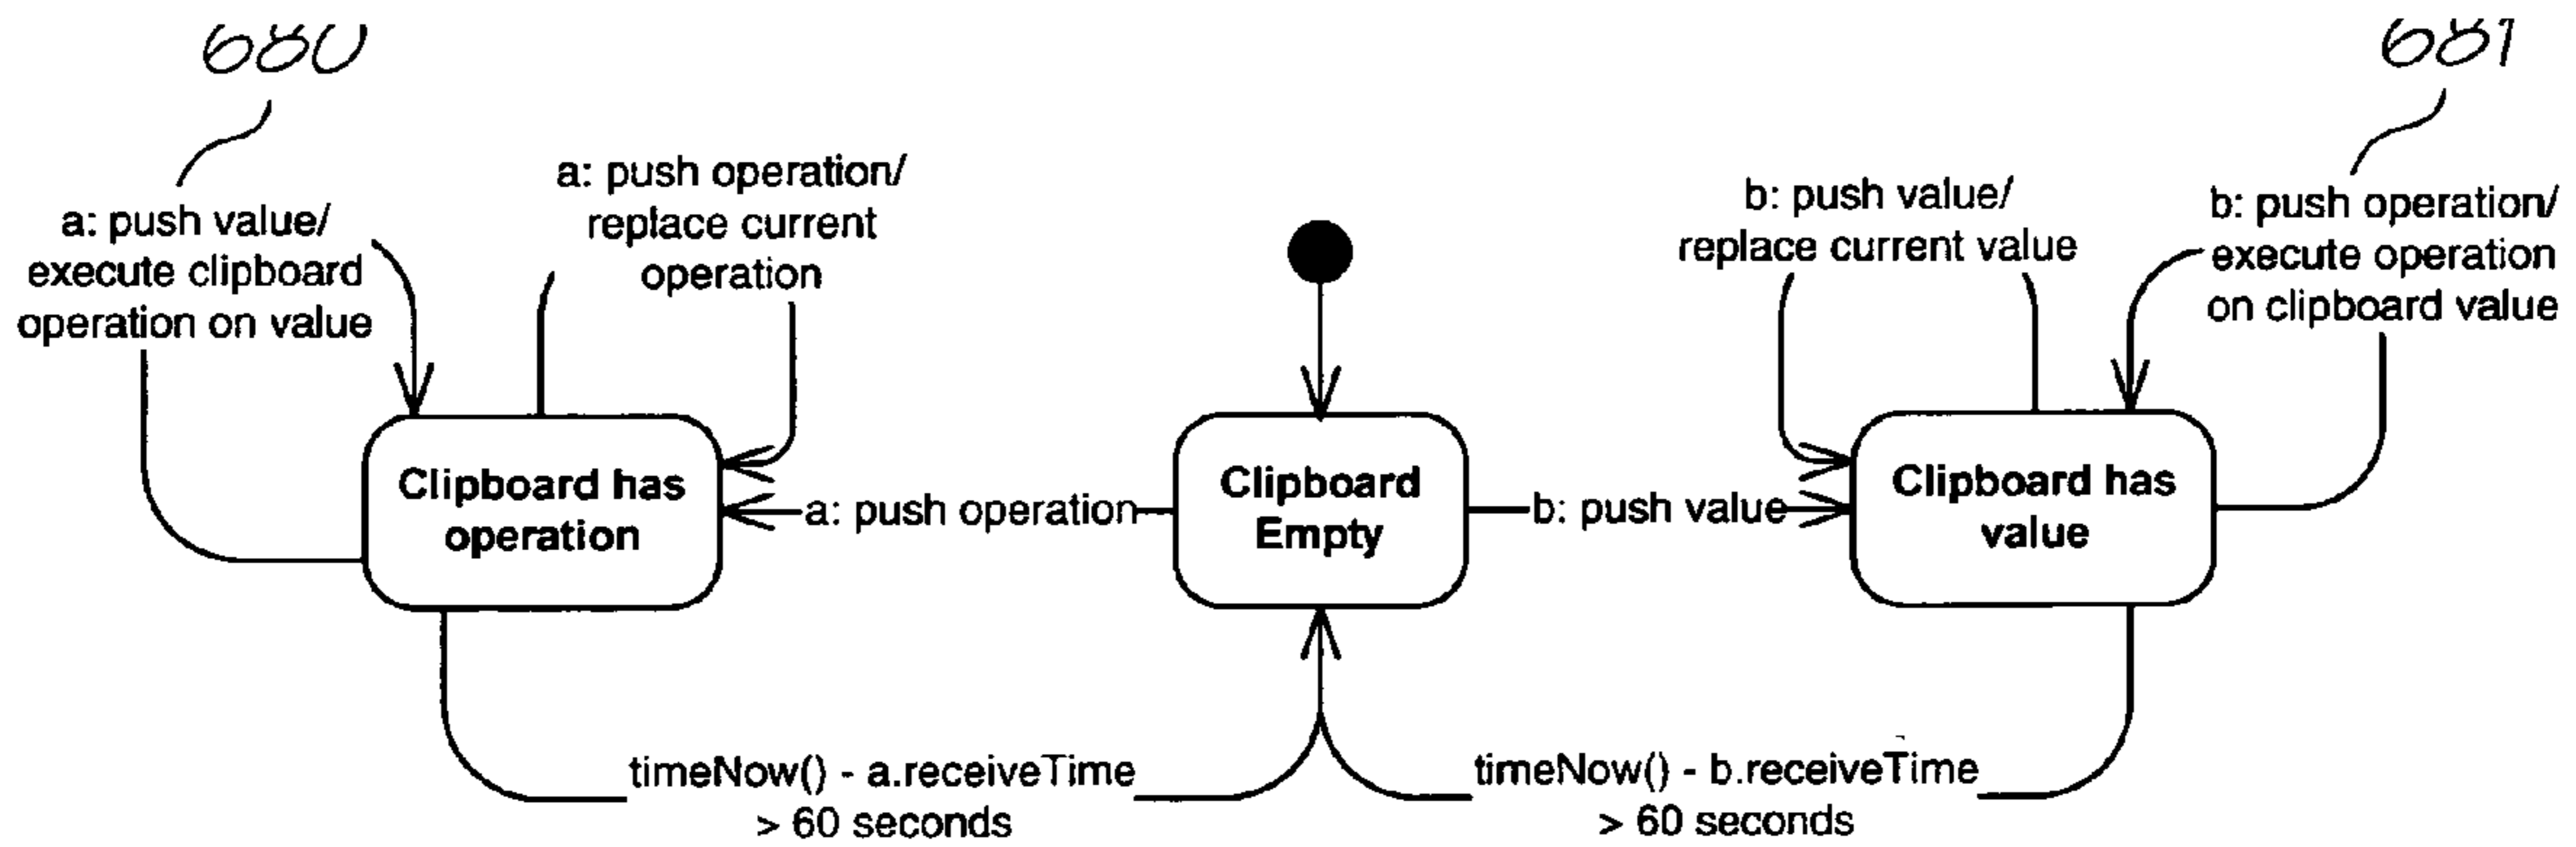 680
681
a: push value/
execute clipboard
operation on value
a: push operation/
replace current
operation
b: push value/
replace current value
b: push operation/
execute operation
on clipboard value
Clipboard has
operation
a: push operation
Clipboard
Empty
b: push value
Clipboard has
value
timeNow() - a.receiveTime
> 60 seconds
timeNow() - b.receiveTime
> 60 seconds